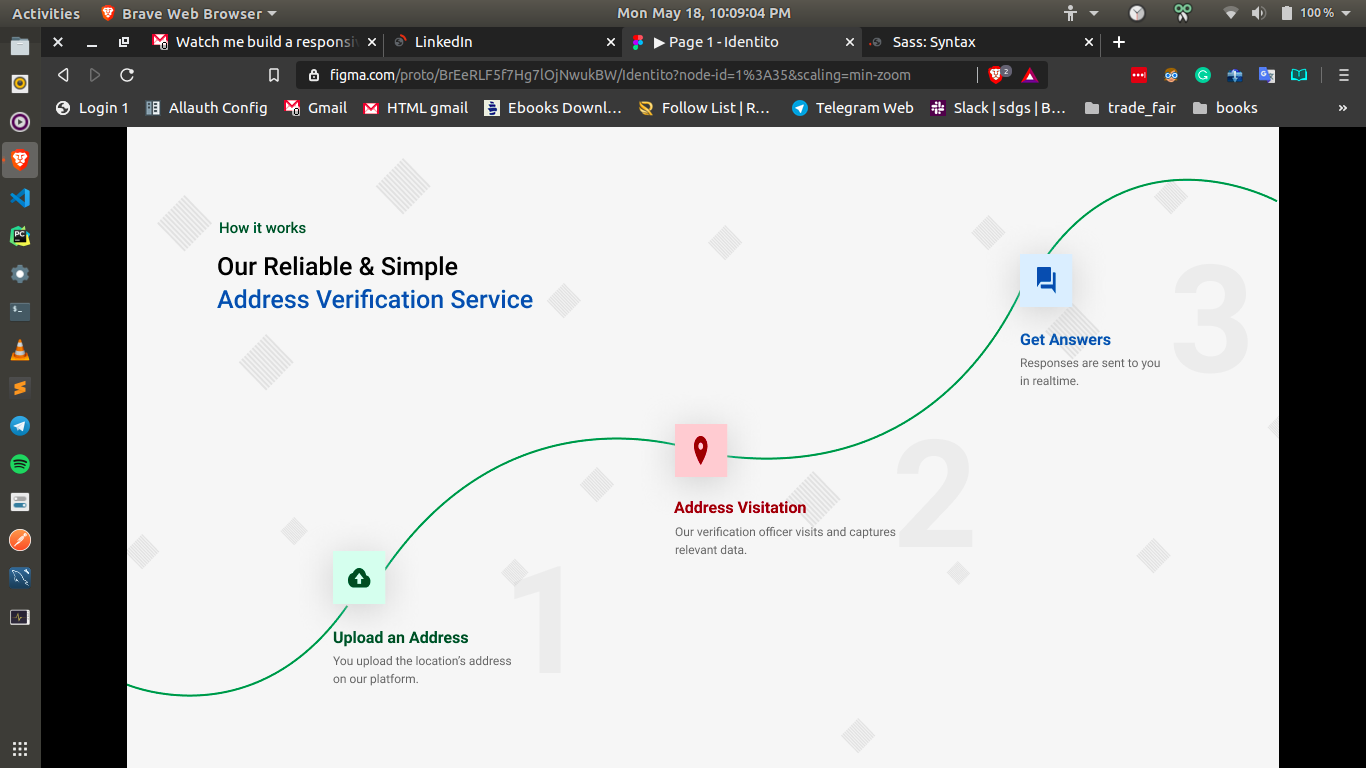 Activities
Brave Web Browser
Mon May 18, 10:09:04 PM
100 %
Watch me build a responsiv
LinkedIn
▶ Page 1 - Identito
Sass: Syntax
figma.com/proto/BrEeRLF5f7Hg7lOjNwukBW/Identito?node-id=1%3A35&scaling=min-zoom
2
Login 1
Allauth Config
Gmail
HTML gmail
Ebooks Downl...
Follow List | R...
Telegram Web
Slack | sdgs | B...
trade_fair
books
»
How it works
Our Reliable & Simple
Address Verification Service
3
Get Answers
Responses are sent to you
in realtime.
2
Address Visitation
Our verification officer visits and captures
relevant data.
1
Upload an Address
You upload the location's address
on our platform.
PC